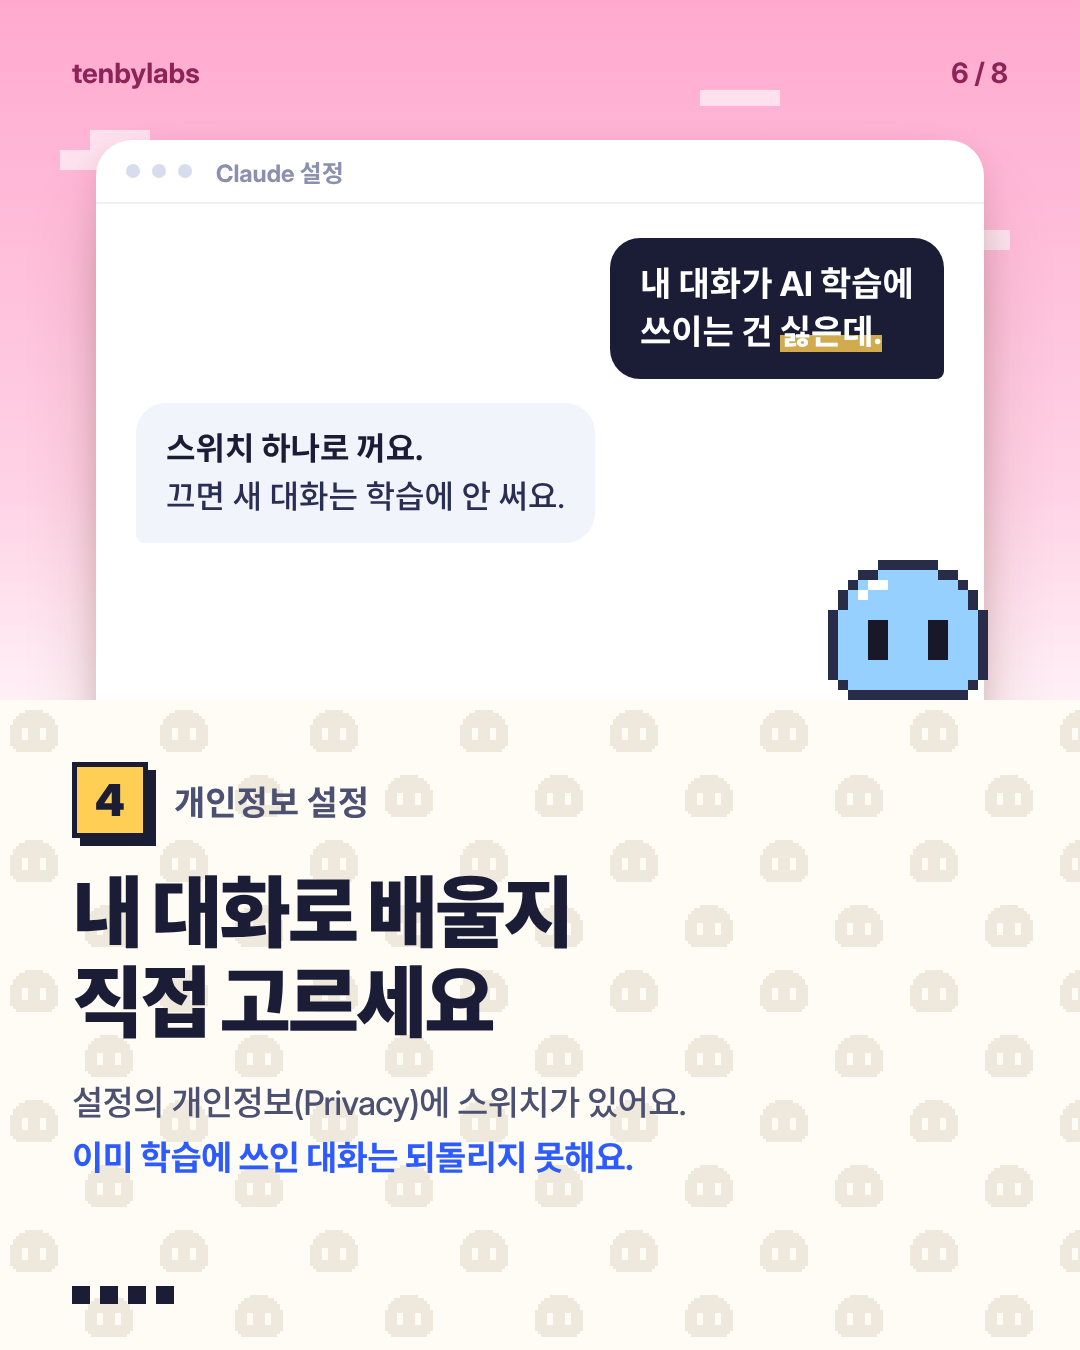 tenbylabs
6 / 8
Claude 설정
내 대화가 AI 학습에
쓰이는 건 싫은데.
스위치 하나로 꺼요.
끄면 새 대화는 학습에 안 써요.
4
개인정보 설정
내 대화로 배울지
직접 고르세요
설정의 개인정보(Privacy)에 스위치가 있어요.
이미 학습에 쓰인 대화는 되돌리지 못해요.